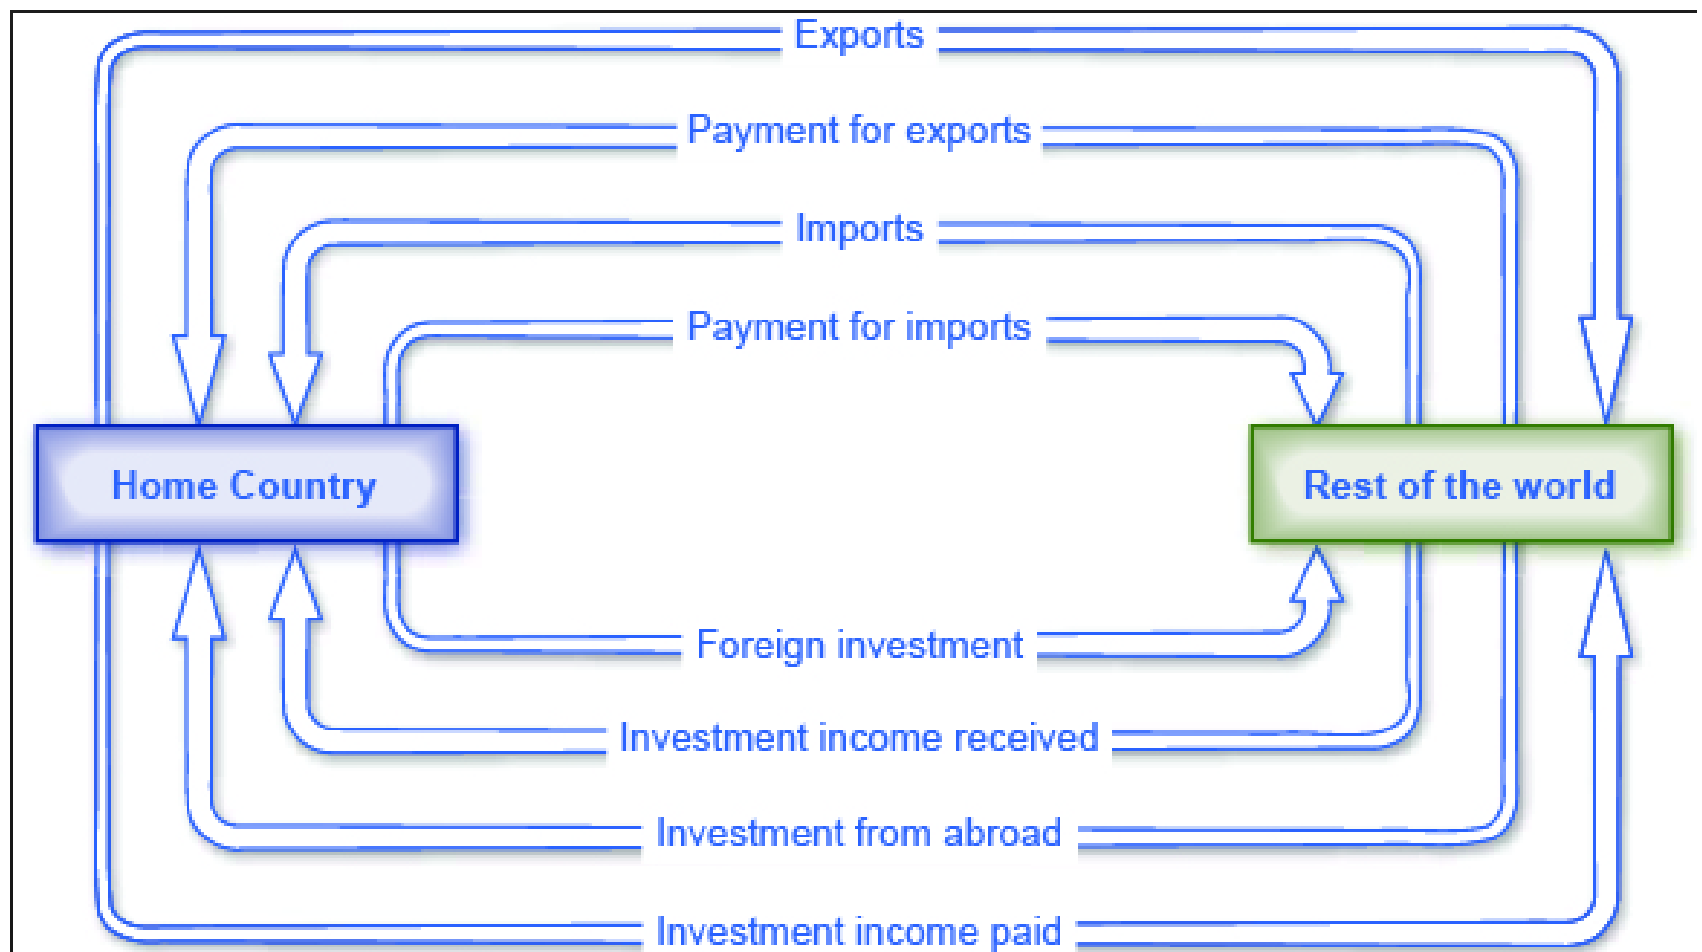 Exports
Payment for exports
Imports
Payment for imports
Home Country
Rest of the world
Foreign investment
Investment income received
Investment from abroad
Investment income paid